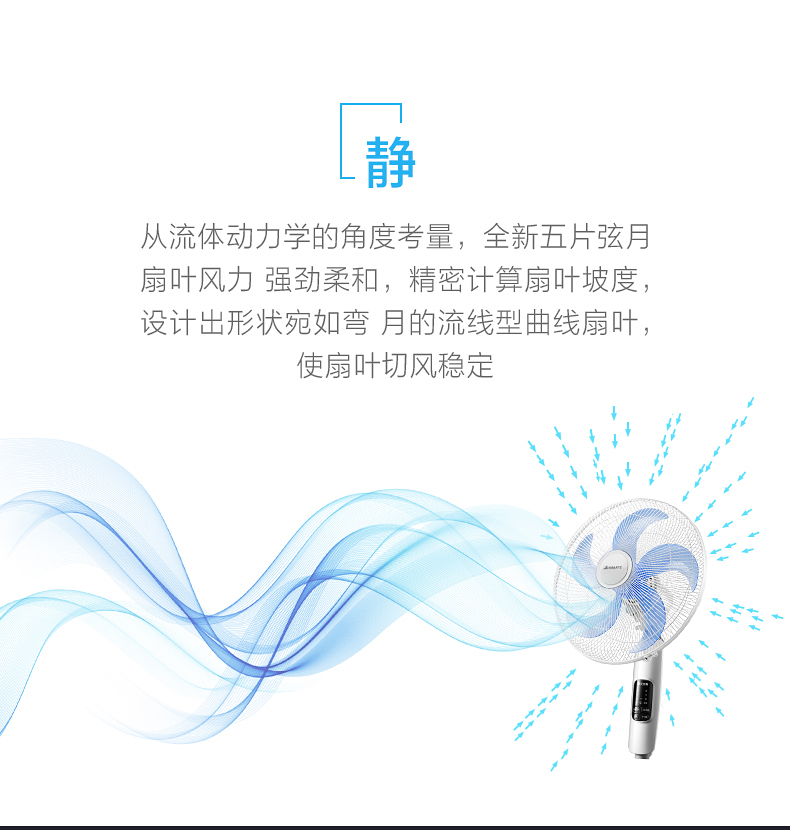 静
从流体动力学的角度考量，全新五片弦月
扇叶风力 强劲柔和，精密计算扇叶坡度，
设计出形状宛如弯 月的流线型曲线扇叶，
使扇叶切风稳定